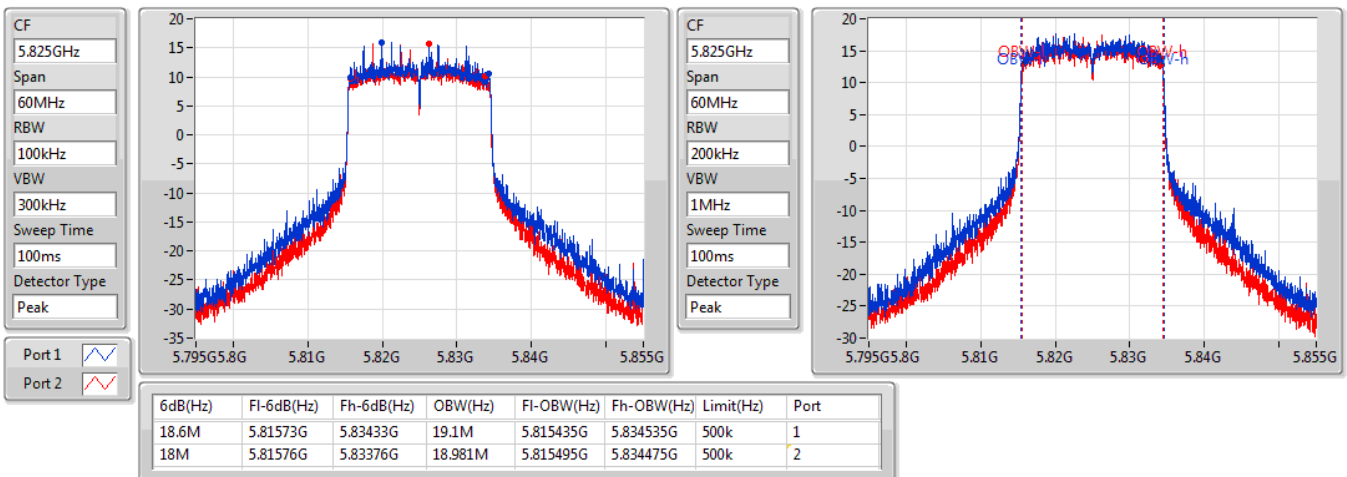 CF
5.825GHz
Span
60MHz
RBW
100kHz
VBW
300kHz
Sweep Time
100ms
Detector Type
Peak
20
15
10
5
0
-5
-10
-15
-20
-25
-30
-35
5.795G 5.8G 5.81G 5.82G 5.83G 5.84G 5.855G
Port 1
Port 2
CF
5.825GHz
Span
60MHz
RBW
200kHz
VBW
1MHz
Sweep Time
100ms
Detector Type
Peak
20
15
10
5
0
-5
-10
-15
-20
-25
-30
OBW-h
OBW-h
5.795G 5.8G 5.81G 5.82G 5.83G 5.84G 5.855G
6dB(Hz) Fl-6dB(Hz) Fh-6dB(Hz) OBW(Hz) Fl-OBW(Hz) Fh-OBW(Hz) Limit(Hz) Port
18.6M 5.81573G 5.83433G 19.1M 5.815435G 5.834535G 500k 1
18M 5.81576G 5.83376G 18.981M 5.815495G 5.834475G 500k 2